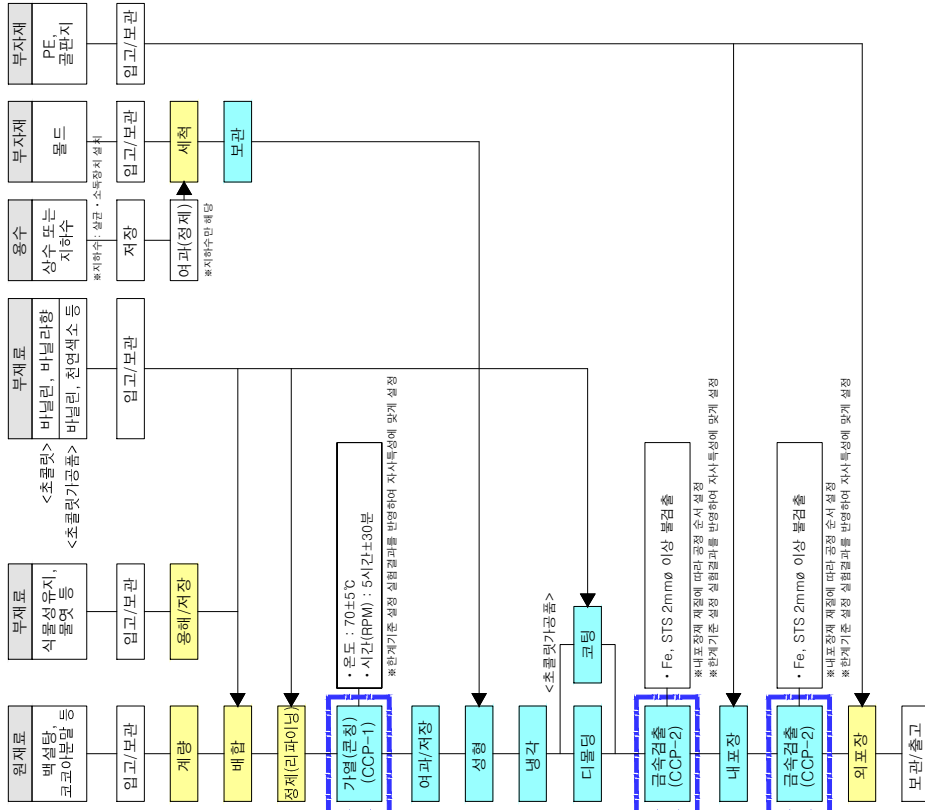 원재료
백설탕,
코코아분말 등
입고/보관
계량
배합
정제(리파이닝)
가열(콘칭)
(CCP-1)
여과/저장
성형
냉각
디몰딩
금속검출
(CCP-2)
내포장
금속검출
(CCP-2)
외포장
보관/출고
부재료
식물성유지,
물엿 등
입고/보관
용해/저장
・온도 : 70±5℃
・시간(RPM) : 5시간±30분
※한계기준 설정 실험결과를 반영하여 자사특성에 맞게 설정
<초콜릿가공품>
코팅
・Fe, STS 2mmø 이상 불검출
※내포장재 재질에 따라 공정 순서 설정
※한계기준 설정 실험결과를 반영하여 자사특성에 맞게 설정
・Fe, STS 2mmø 이상 불검출
※내포장재 재질에 따라 공정 순서 설정
※한계기준 설정 실험결과를 반영하여 자사특성에 맞게 설정
부재료
<초콜릿> 바닐린, 바닐라향
<초콜릿가공품> 바닐린, 천연색소 등
입고/보관
용수
상수 또는
지하수
※지하수 : 살균・소독장치 설치
저장
여과(정제)
※지하수만 해당
부자재
몰드
입고/보관
세척
보관
부자재
PE,
골판지
입고/보관